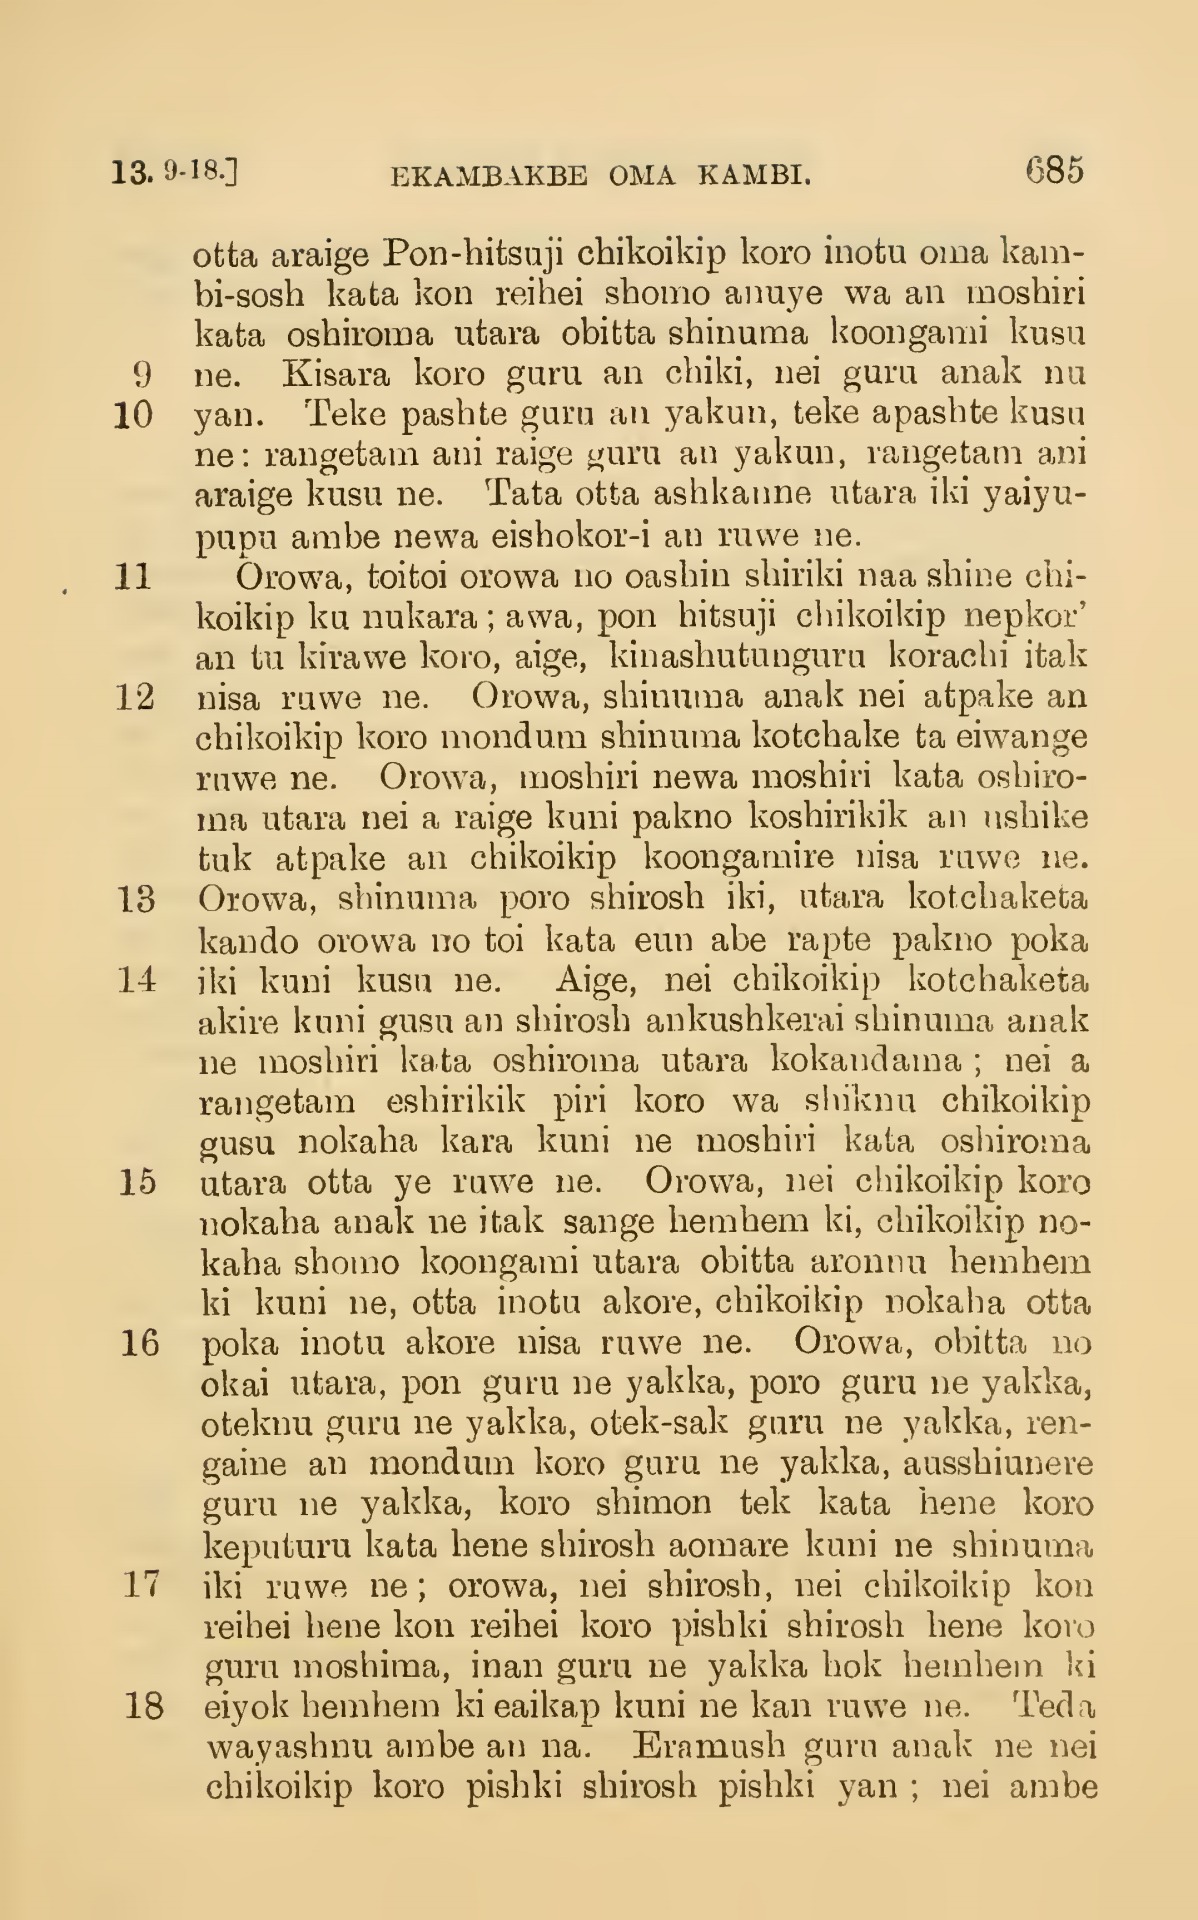 13. 9-18.] EKAMBAKBE OMA KAMBI. 685
otta araige Pon-hitsuji chikoikip koro inotu oma kam-
bi-sosh kata kon reihei shomo anuye wa an moshiri
kata oshiroma utara obitta shinuma koongami kusu
9 ne. Kisara koro guru an chiki, nei guru anak nu
10 yan. Teke pashte guru an yakun, teke apashte kusu
ne: rangetam ani raige guru an yakun, rangetam ani
araige kusu ne. Tata otta ashkanne utara iki yaiyu-
pupu ambe newa eishokor-i an ruwe ne.
11 Orowa, toitoi orowa no oashin shiriki naa shine chi-
koikip ku nukara; awa, pon hitsuji chikoikip nepkor'
an tu kirawe koro, aige, kinashutunguru korachi itak
12 nisa ruwe ne. Orowa, shinuma anak nei atpake an
chikoikip koro mondum shinuma kotchake ta eiwange
ruwe ne. Orowa, moshiri newa moshiri kata oshiro-
ma utara nei a raige kuni pakno koshirikik an ushike
tuk atpake an chikoikip koongamire nisa ruwe ne.
13 Orowa, shinuma poro shirosh iki, utara kotchaketa
kando orowa no toi kata eun abe rapte pakno poka
14 iki kuni kusu ne. Aige, nei chikoikip kotchaketa
akire kuni gusu an shirosh ankushkerai shinuma anak
ne moshiri kata oshiroma utara kokandama; nei a
rangetam eshirikik piri koro wa shiknu chikoikip
gusu nokaha kara kuni ne moshiri kata oshiroma
15 utara otta ye ruwe ne. Orowa, nei chikoikip koro
nokaha anak ne itak sange hemhem ki, chikoikip no-
kaha shomo koongami utara obitta aronnu hemhem
ki kuni ne, otta inotu akore, chikoikip nokaha otta
16 poka inotu akore nisa ruwe ne. Orowa, obitta no
okai utara, pon guru ne yakka, poro guru ne yakka,
oteknu guru ne yakka, otek-sak guru ne yakka, ren-
gaine an mondum koro guru ne yakka, ausshiunere
guru ne yakka, koro shimon tek kata hene koro
keputuru kata hene shirosh aomare kuni ne shinuma
17 iki ruwe ne; orowa, nei shirosh, nei chikoikip kon
reihei hene kon reihei koro pishki shirosh hene koro
guru moshima, inan guru ne yakka hok hemhem ki
18 eiyok hemhem ki eaikap kuni ne kan ruwe ne. Teda
wayashnu ambe an na. Eramush guru anak ne nei
chikoikip koro pishki shirosh pishki yan; nei ambe